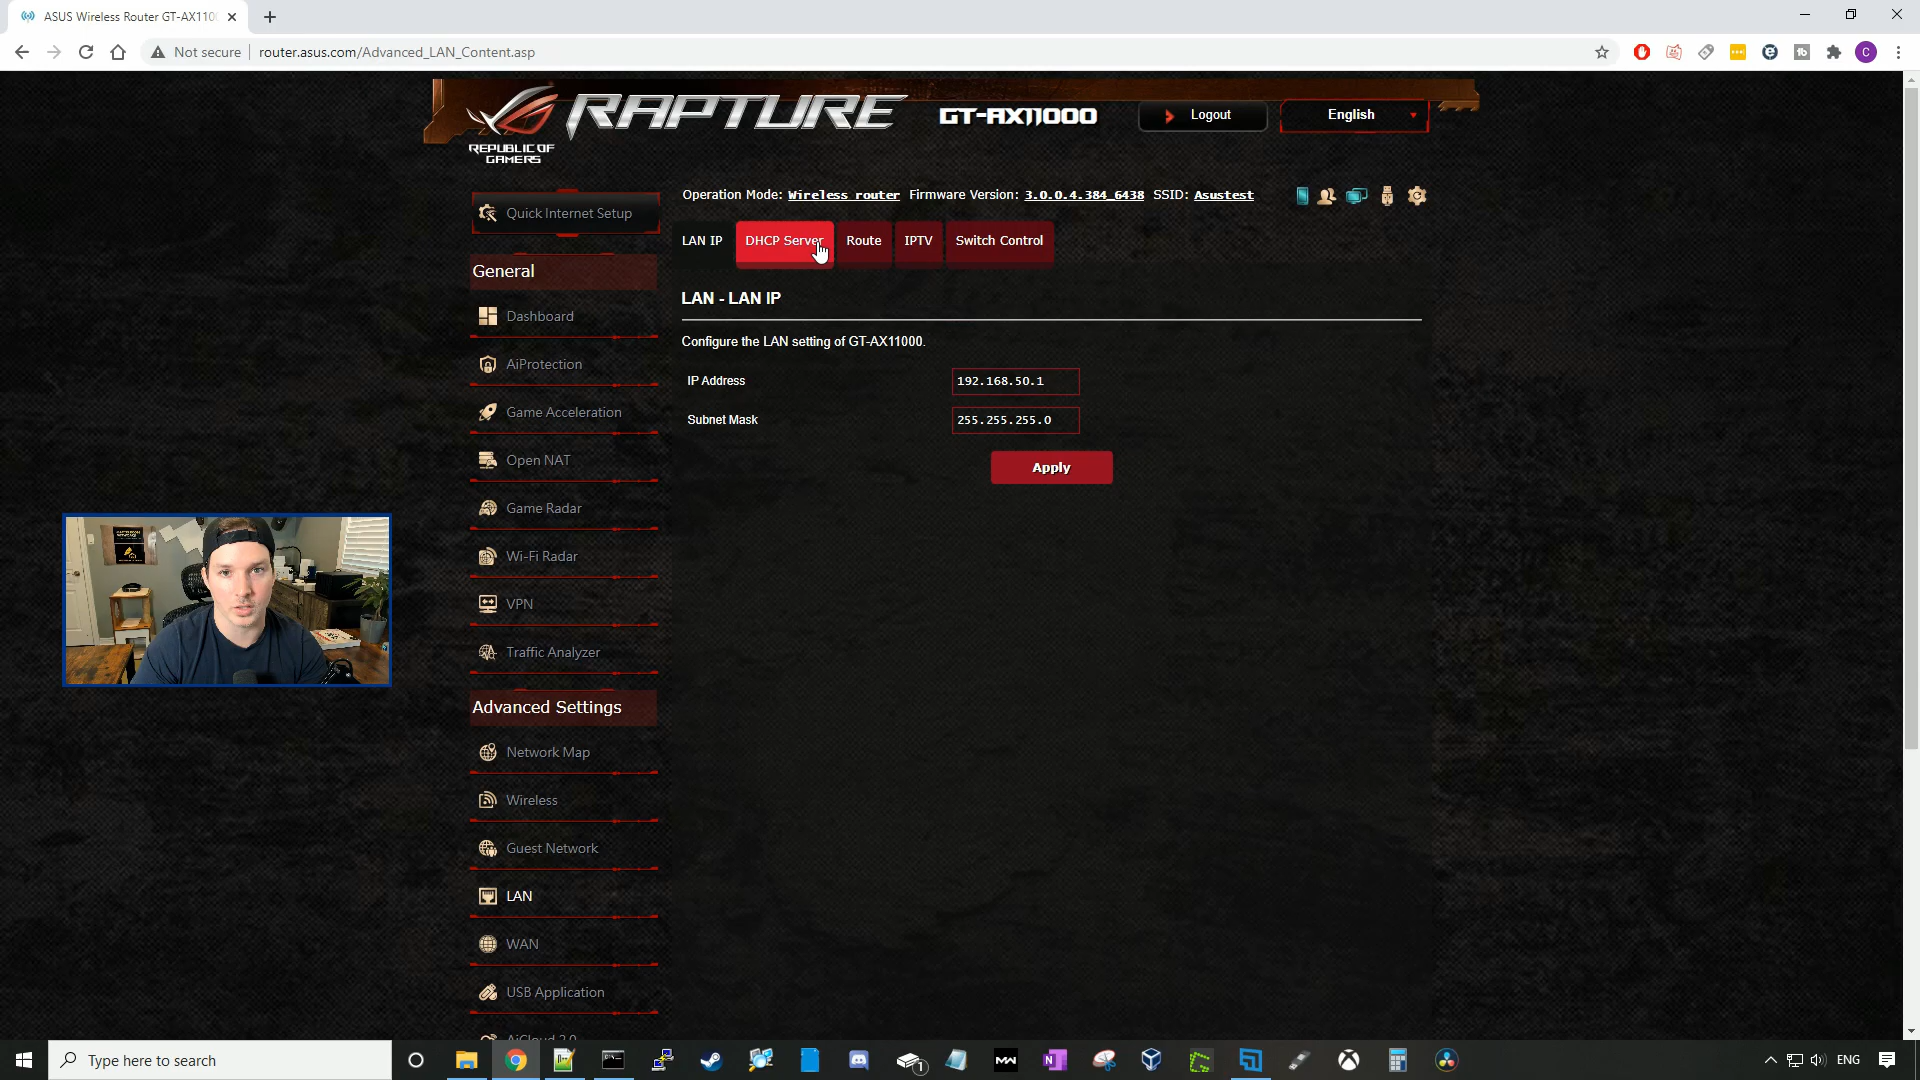 ASUS Wireless Router GT-AX1100
Not secure
router.asus.com/Advanced_LAN_Content.asp
C
REPUBLIC OF
GAMERS
RAPTURE
GT-AX11000
Logout
English
Quick Internet Setup
Operation Mode: Wireless router Firmware Version: 3.0.0.4.384_6438 SSID: Asustest
LAN IP
DHCP Server
Route
IPTV
Switch Control
General
Dashboard
AiProtection
Game Acceleration
Open NAT
Game Radar
Wi-Fi Radar
VPN
Traffic Analyzer
Advanced Settings
Network Map
Wireless
Guest Network
LAN
WAN
USB Application
AiCloud 2.0
LAN - LAN IP
Configure the LAN setting of GT-AX11000.
IP Address
192.168.50.1
Subnet Mask
255.255.255.0
Apply
Type here to search
1
ENG